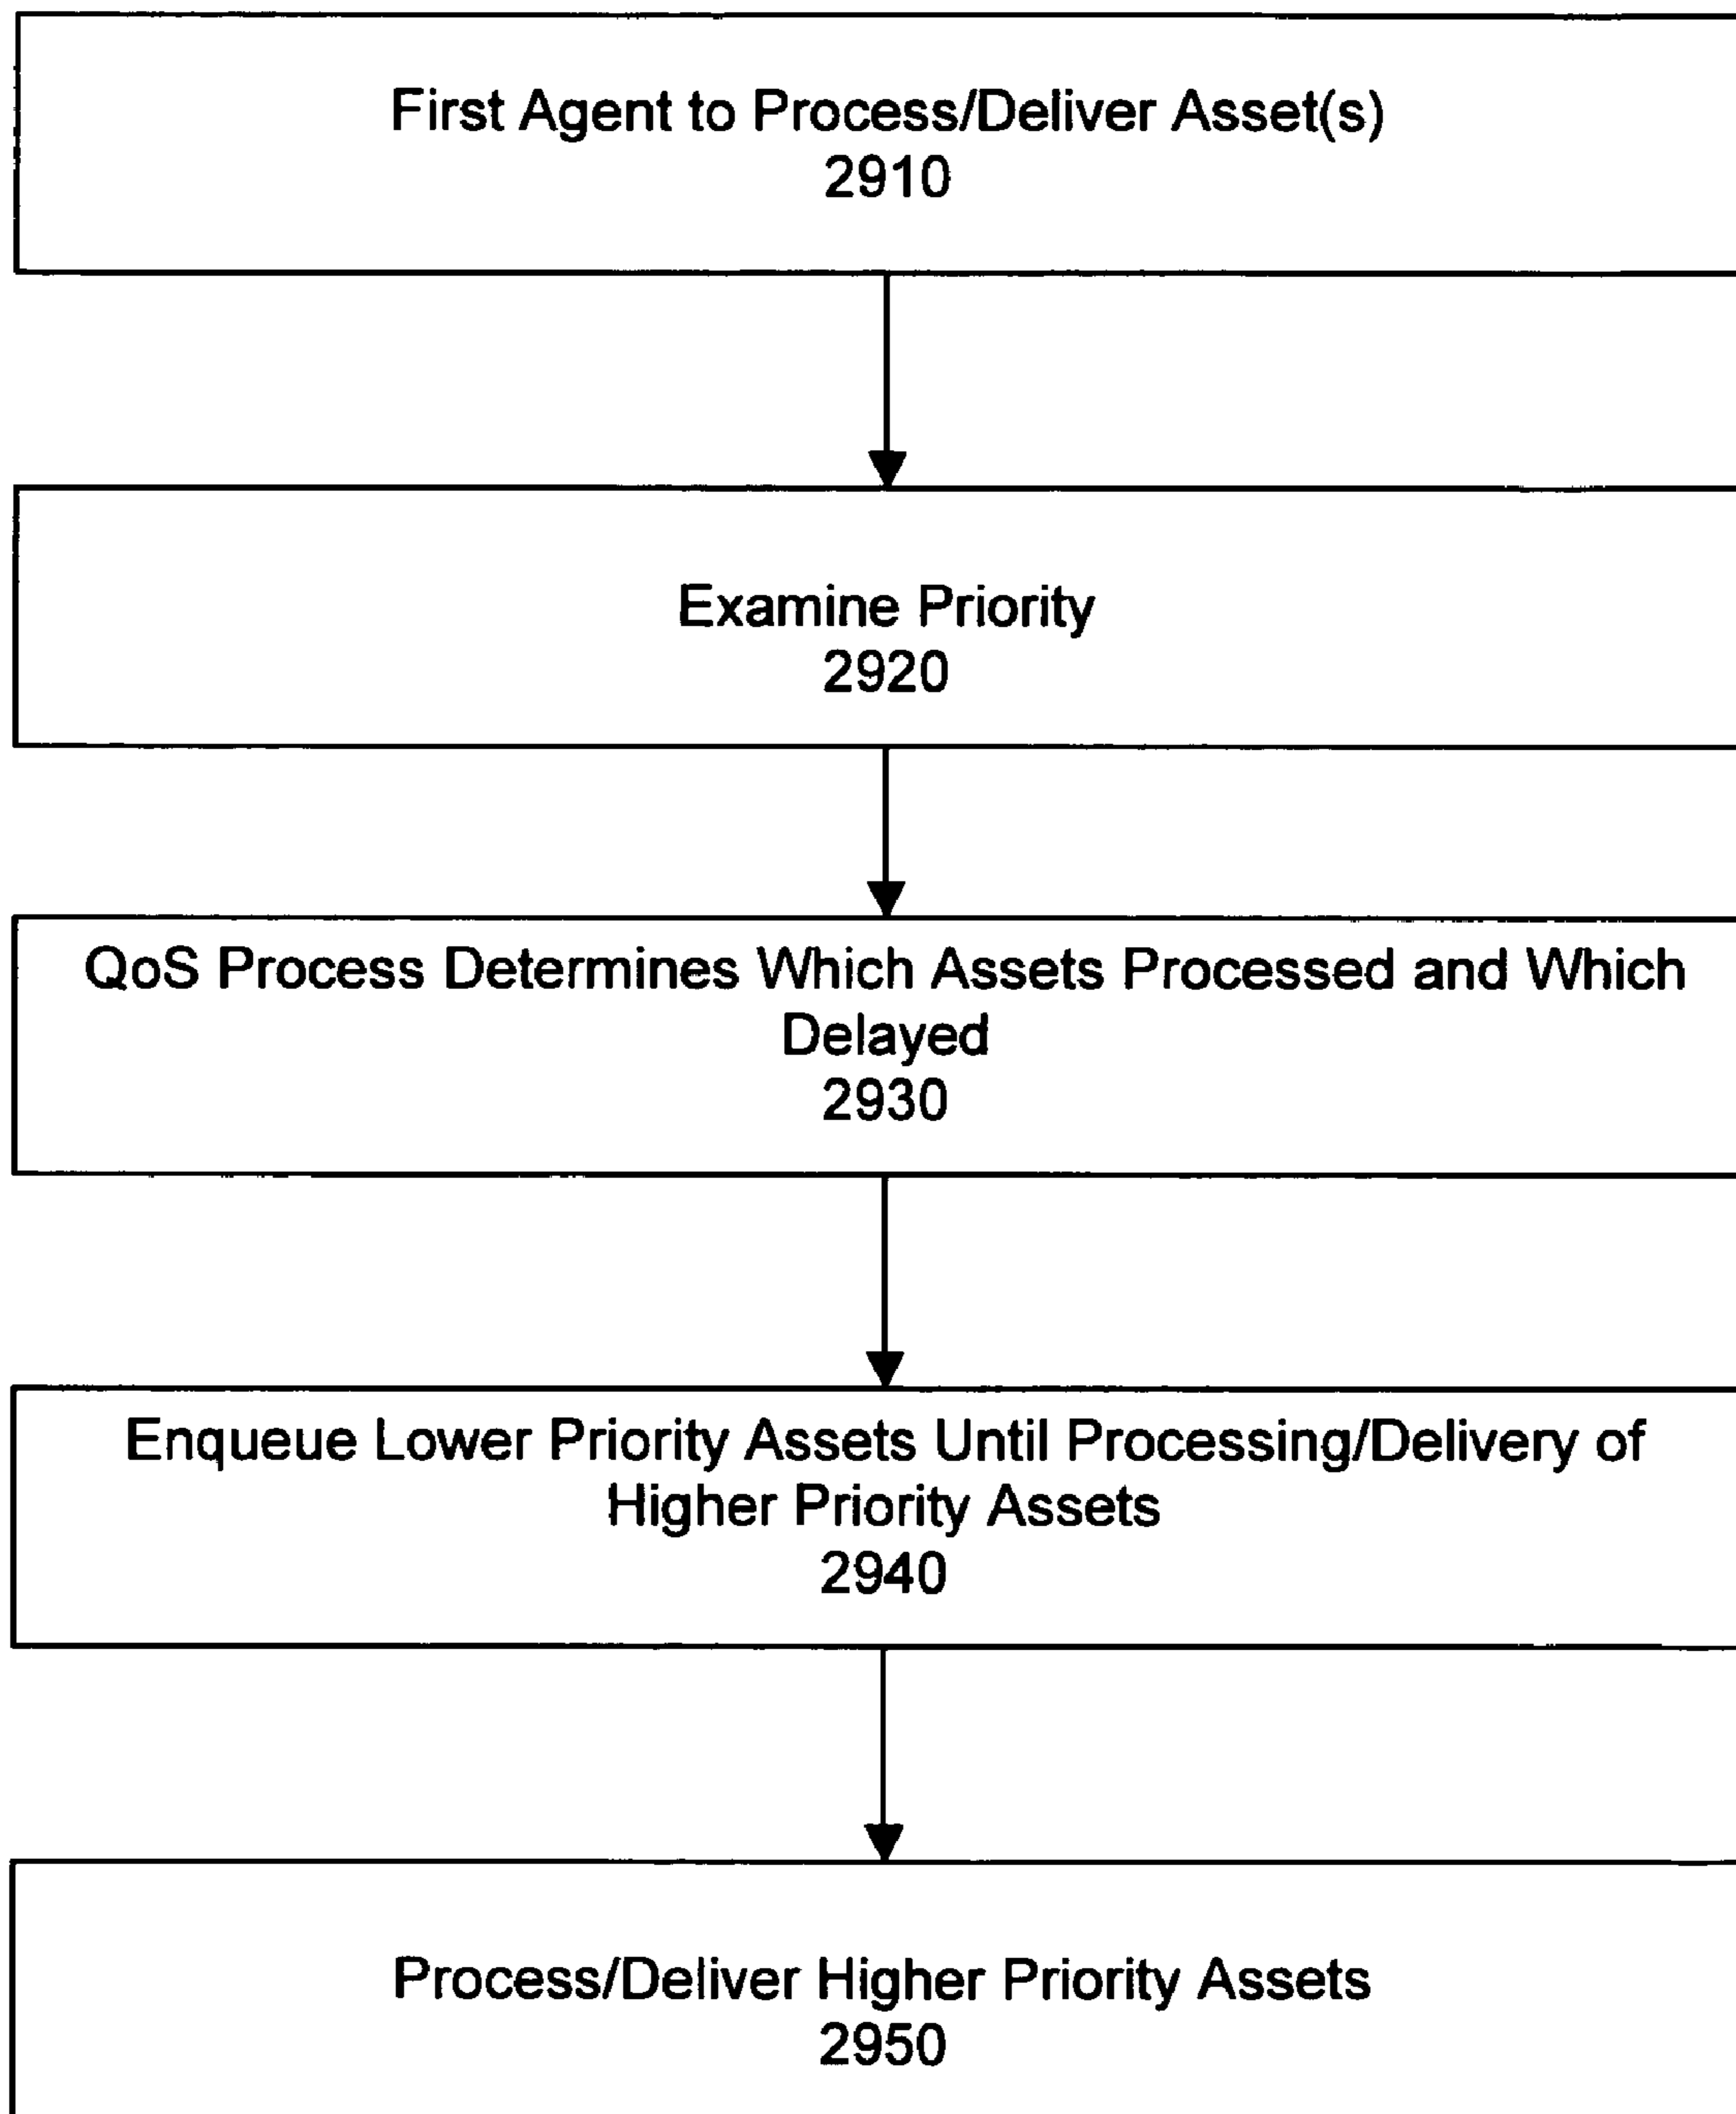 First Agent to Process/Deliver Asset(s)
2910
Examine Priority
2920
QoS Process Determines Which Assets Processed and Which
Delayed
2930
Enqueue Lower Priority Assets Until Processing/Delivery of
Higher Priority Assets
2940
Process/Deliver Higher Priority Assets
2950